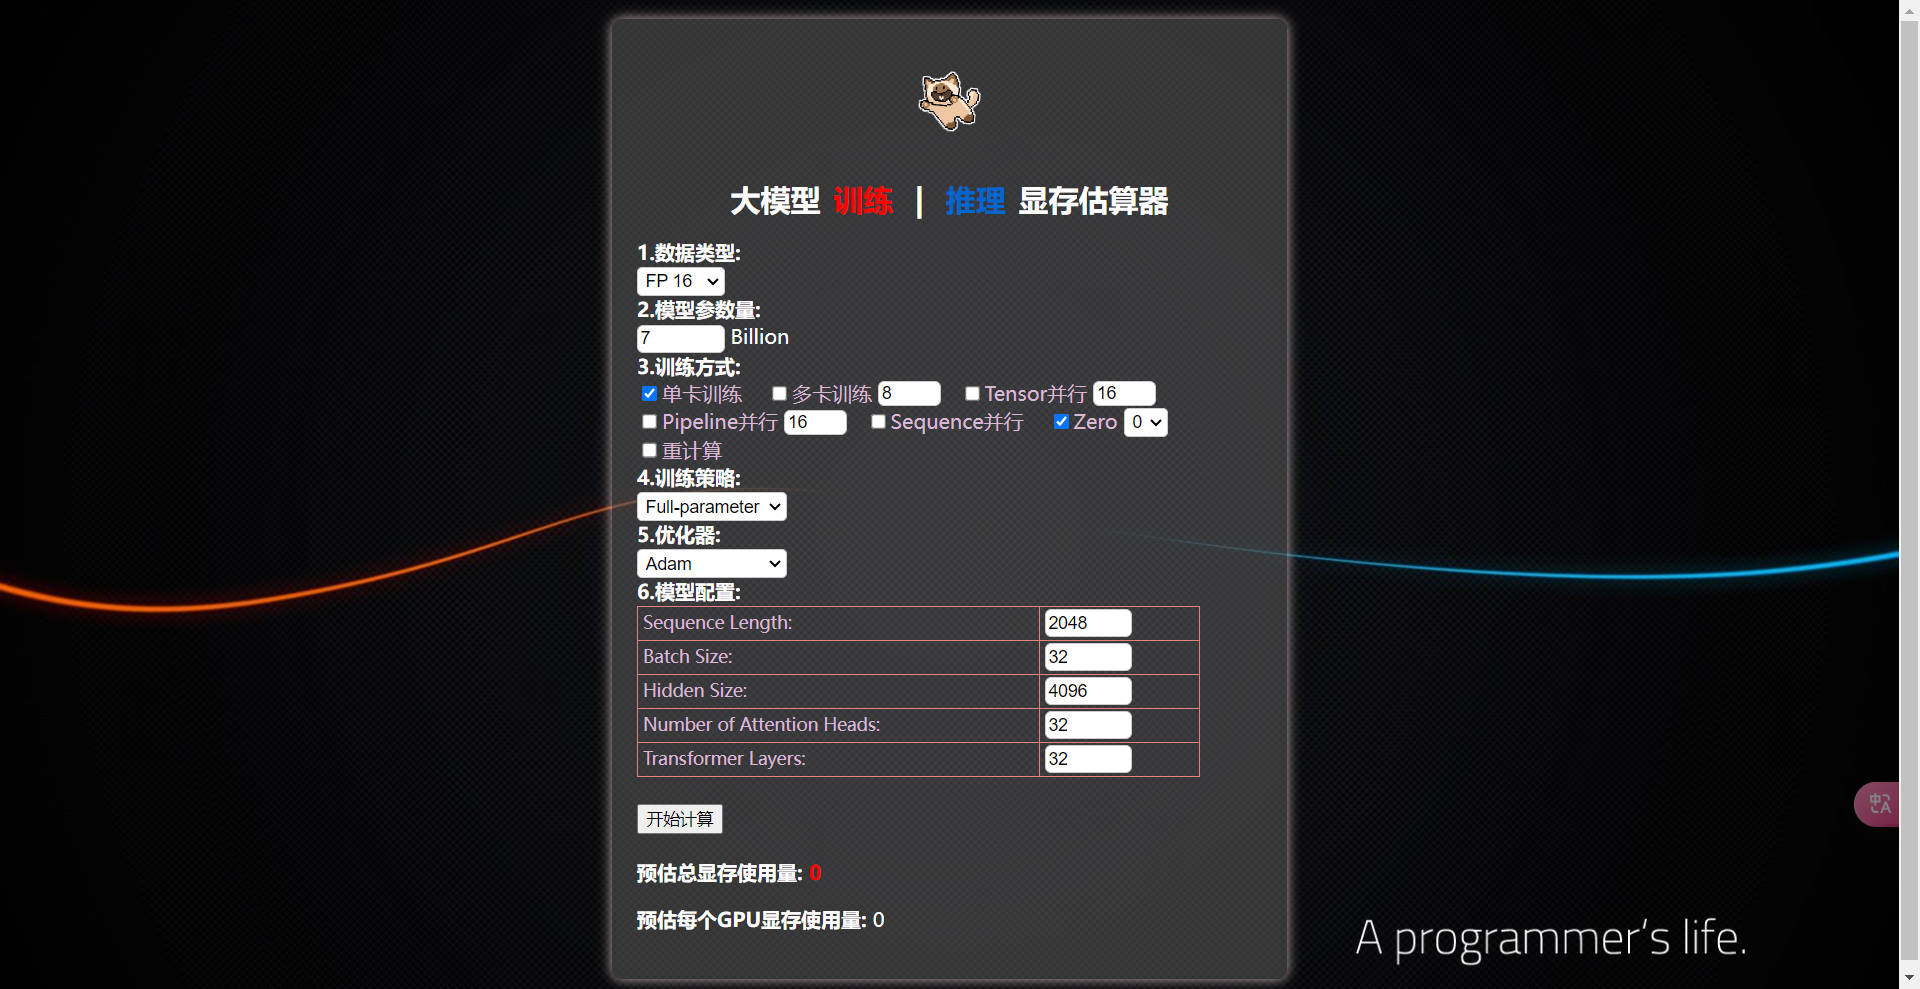 大模型 训练 | 推理 显存估算器
1.数据类型:
FP 16
2.模型参数量:
7 Billion
3.训练方式:
单卡训练 多卡训练 8 Tensor并行 16
Pipeline并行 16 Sequence并行 Zero 0
重计算
4.训练策略:
Full-parameter
5.优化器:
Adam
6.模型配置:
Sequence Length: 2048
Batch Size: 32
Hidden Size: 4096
Number of Attention Heads: 32
Transformer Layers: 32
开始计算
预估总显存使用量: 0
预估每个GPU显存使用量: 0
A programmer's life.
中A